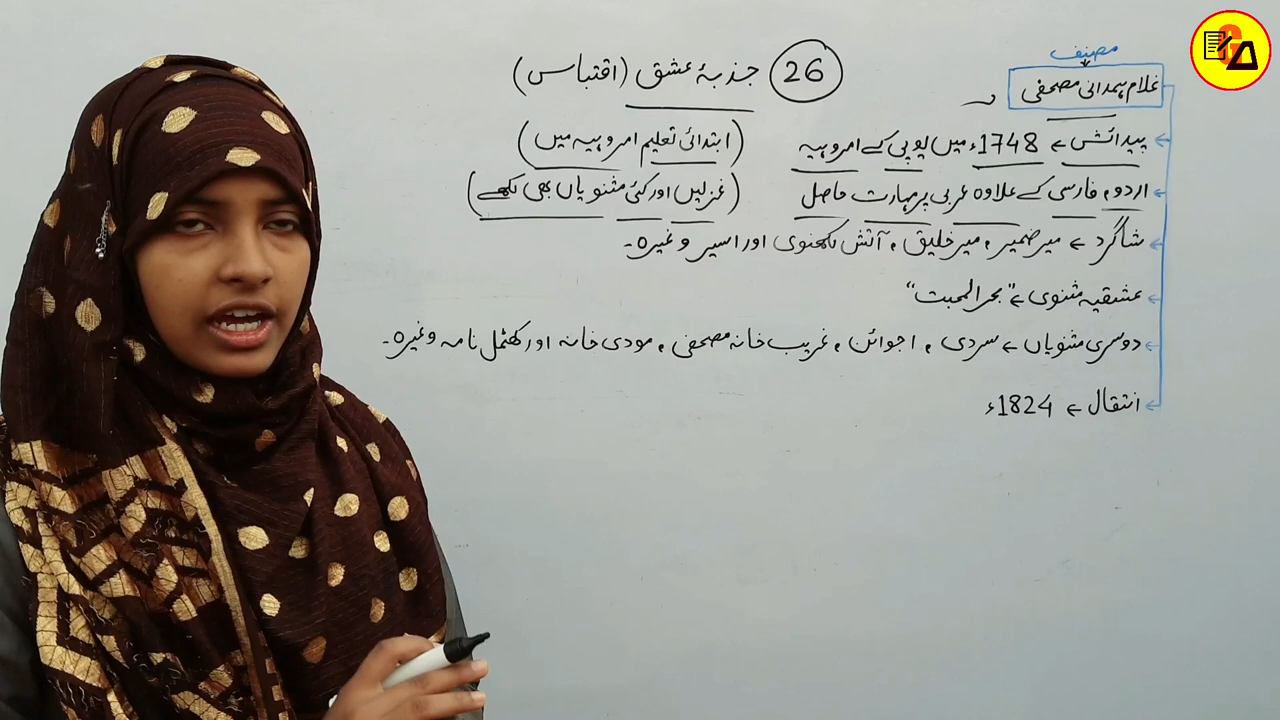 26 جذبۂ عشق (اقتباس)
مصنف
غلام ہمدانی مصحفی
پیدائش ← 1748ء میں یوپی کے امروہیہ (ابتدائی تعلیم امروہیہ میں)
اردو، فارسی کے علاوہ عربی پر مہارت حاصل (غزلیں اور کئی مثنویاں بھی لکھے)
شاگرد ← میر ضمیر، میر خلیق، آتش لکھنوی اور اسیر وغیرہ۔
عشقیہ مثنوی ← "بحر المحبت"
دوسری مثنویاں ← سردی، اجوائن، غریب خانہ مصحفی، مودی خانہ اور کھٹمل نامہ وغیرہ۔
انتقال ← 1824ء